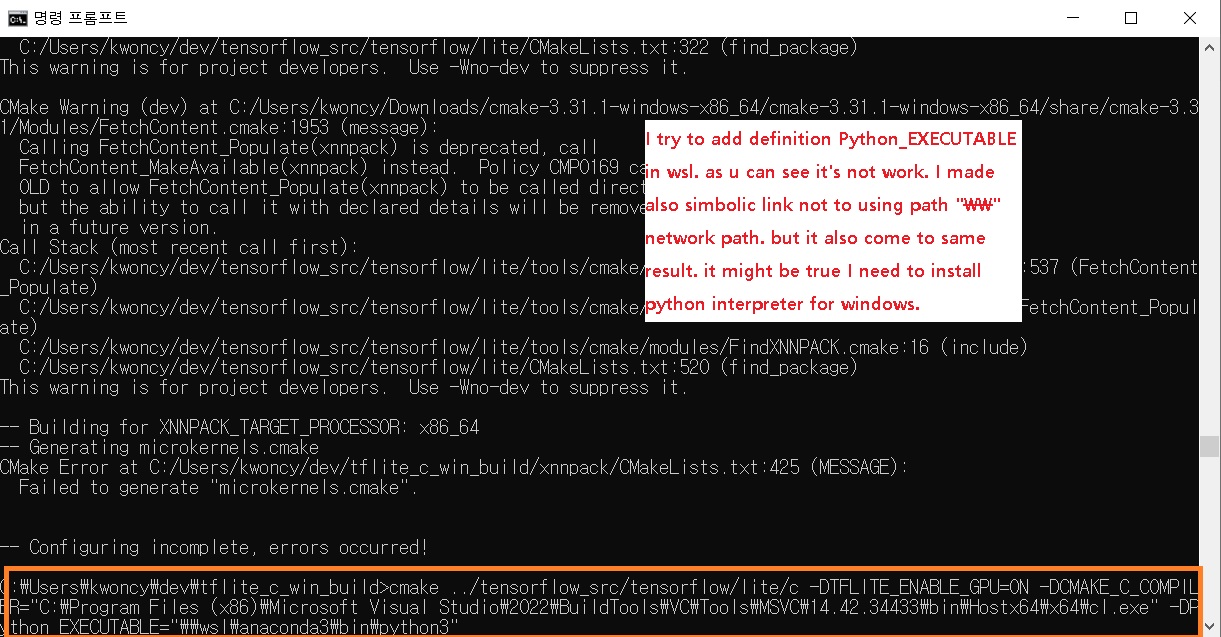 명령 프롬프트
C:/Users/kwoncy/dev/tensorflow_src/tensorflow/lite/CMakeLists.txt:322 (find_package)
This warning is for project developers.  Use -Wno-dev to suppress it.
CMake Warning (dev) at C:/Users/kwoncy/Downloads/cmake-3.31.1-windows-x86_64/cmake-3.31.1-windows-x86_64/share/cmake-3.3
1/Modules/FetchContent.cmake:1953 (message):
Calling FetchContent_Populate(xnnpack) is deprecated, call
FetchContent_MakeAvailable(xnnpack) instead.  Policy CMP0169 ca
OLD to allow FetchContent_Populate(xnnpack) to be called direct
but the ability to call it with declared details will be remove
in a future version.
Call Stack (most recent call first):
C:/Users/kwoncy/dev/tensorflow_src/tensorflow/lite/tools/cmake/ :537 (FetchContent
_Populate)
C:/Users/kwoncy/dev/tensorflow_src/tensorflow/lite/tools/cmake/ FetchContent_Popul
ate)
C:/Users/kwoncy/dev/tensorflow_src/tensorflow/lite/tools/cmake/modules/FindXNNPACK.cmake:16 (include)
C:/Users/kwoncy/dev/tensorflow_src/tensorflow/lite/CMakeLists.txt:520 (find_package)
This warning is for project developers.  Use -Wno-dev to suppress it.
-- Building for XNNPACK_TARGET_PROCESSOR: x86_64
-- Generating microkernels.cmake
CMake Error at C:/Users/kwoncy/dev/tflite_c_win_build/xnnpack/CMakeLists.txt:425 (MESSAGE):
Failed to generate "microkernels.cmake".
-- Configuring incomplete, errors occurred!
C:₩Users₩kwoncy₩dev₩tflite_c_win_build>cmake ../tensorflow_src/tensorflow/lite/c -DTFLITE_ENABLE_GPU=ON -DCMAKE_C_COMPIL
ER="C:₩Program Files (x86)₩Microsoft Visual Studio₩2022₩BuildTools₩VC₩Tools₩MSVC₩14.42.34433₩bin₩Hostx64₩x64₩cl.exe" -DP
ython_EXECUTABLE="₩₩wsl₩anaconda3₩bin₩python3"
I try to add definition Python_EXECUTABLE
in wsl. as u can see it's not work. I made
also simbolic link not to using path "₩₩"
network path. but it also come to same
result. it might be true I need to install
python interpreter for windows.